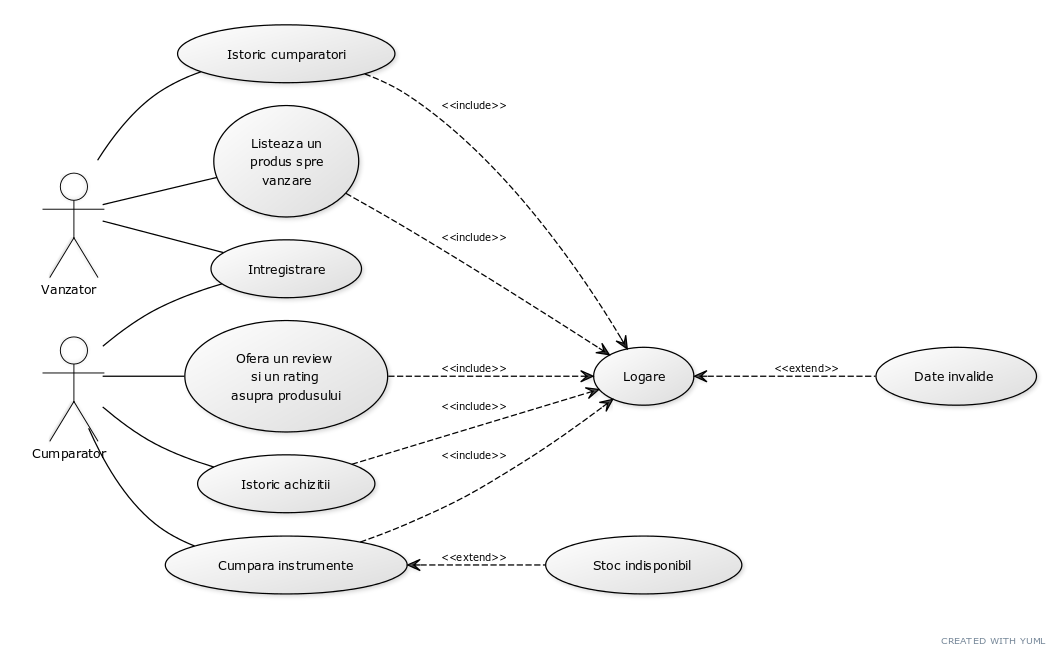 Istoric cumparatori
<<include>>
Listeaza un
produs spre
vanzare
<<include>>
Vanzator
Intregistrare
Ofera un review
si un rating
asupra produsului
<<include>>
Logare
<<extend>>
Date invalide
<<include>>
Cumparator
<<include>>
Istoric achizitii
Cumpara instrumente
<<extend>>
Stoc indisponibil
CREATED WITH YUML